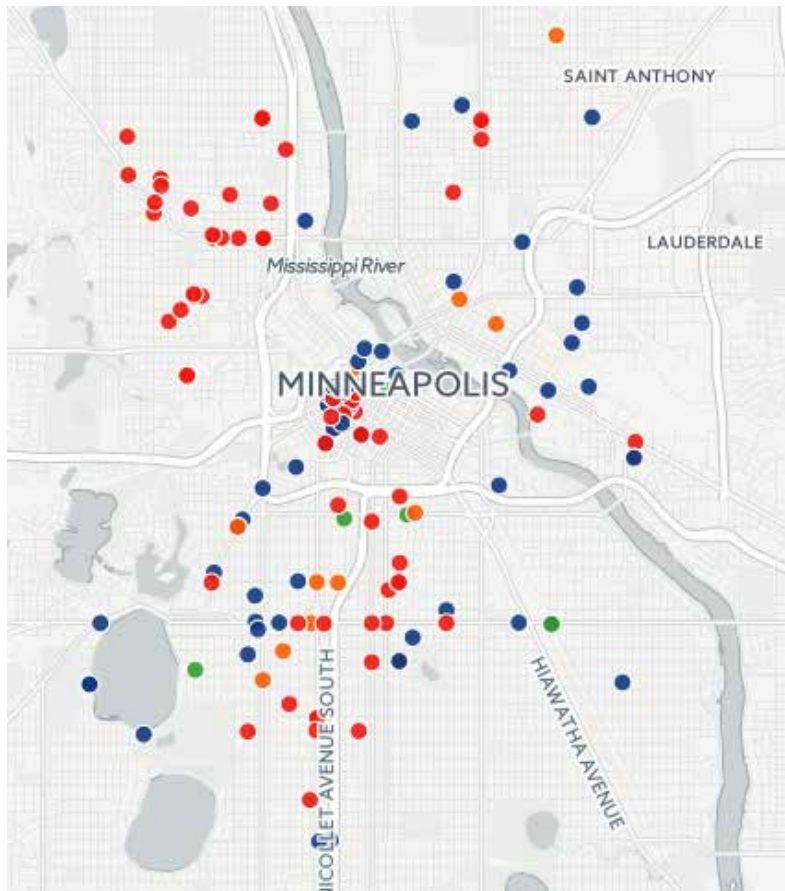 SAINT ANTHONY
LAUDERDALE
Mississippi River
MINNEAPOLIS
NICOLLET AVENUE SOUTH
HIAWATHA AVENUE